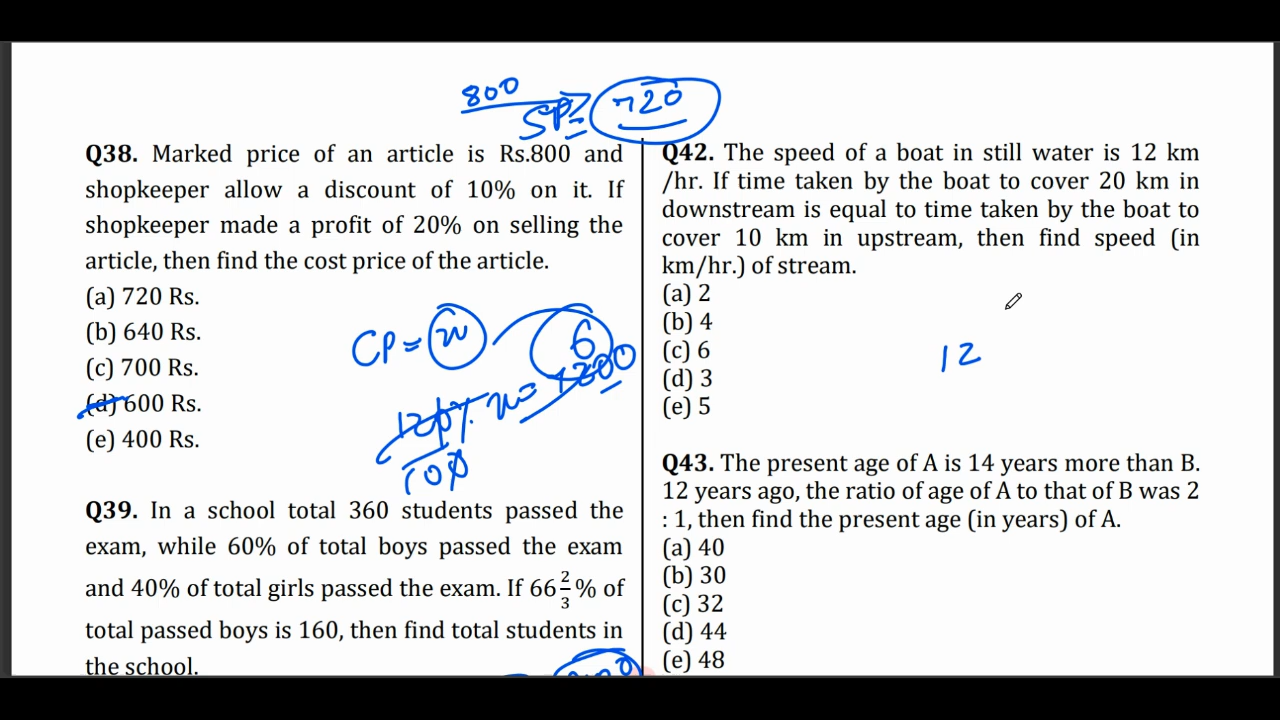 800
SP = 720
Q38. Marked price of an article is Rs.800 and
shopkeeper allow a discount of 10% on it. If
shopkeeper made a profit of 20% on selling the
article, then find the cost price of the article.
(a) 720 Rs.
(b) 640 Rs.
(c) 700 Rs.
(d) 600 Rs.
(e) 400 Rs.
CP = x
6
120% x =
100
Q39. In a school total 360 students passed the
exam, while 60% of total boys passed the exam
and 40% of total girls passed the exam. If 66 2/3 % of
total passed boys is 160, then find total students in
the school.
Q42. The speed of a boat in still water is 12 km
/hr. If time taken by the boat to cover 20 km in
downstream is equal to time taken by the boat to
cover 10 km in upstream, then find speed (in
km/hr.) of stream.
(a) 2
(b) 4
(c) 6
(d) 3
(e) 5
12
Q43. The present age of A is 14 years more than B.
12 years ago, the ratio of age of A to that of B was 2
: 1, then find the present age (in years) of A.
(a) 40
(b) 30
(c) 32
(d) 44
(e) 48